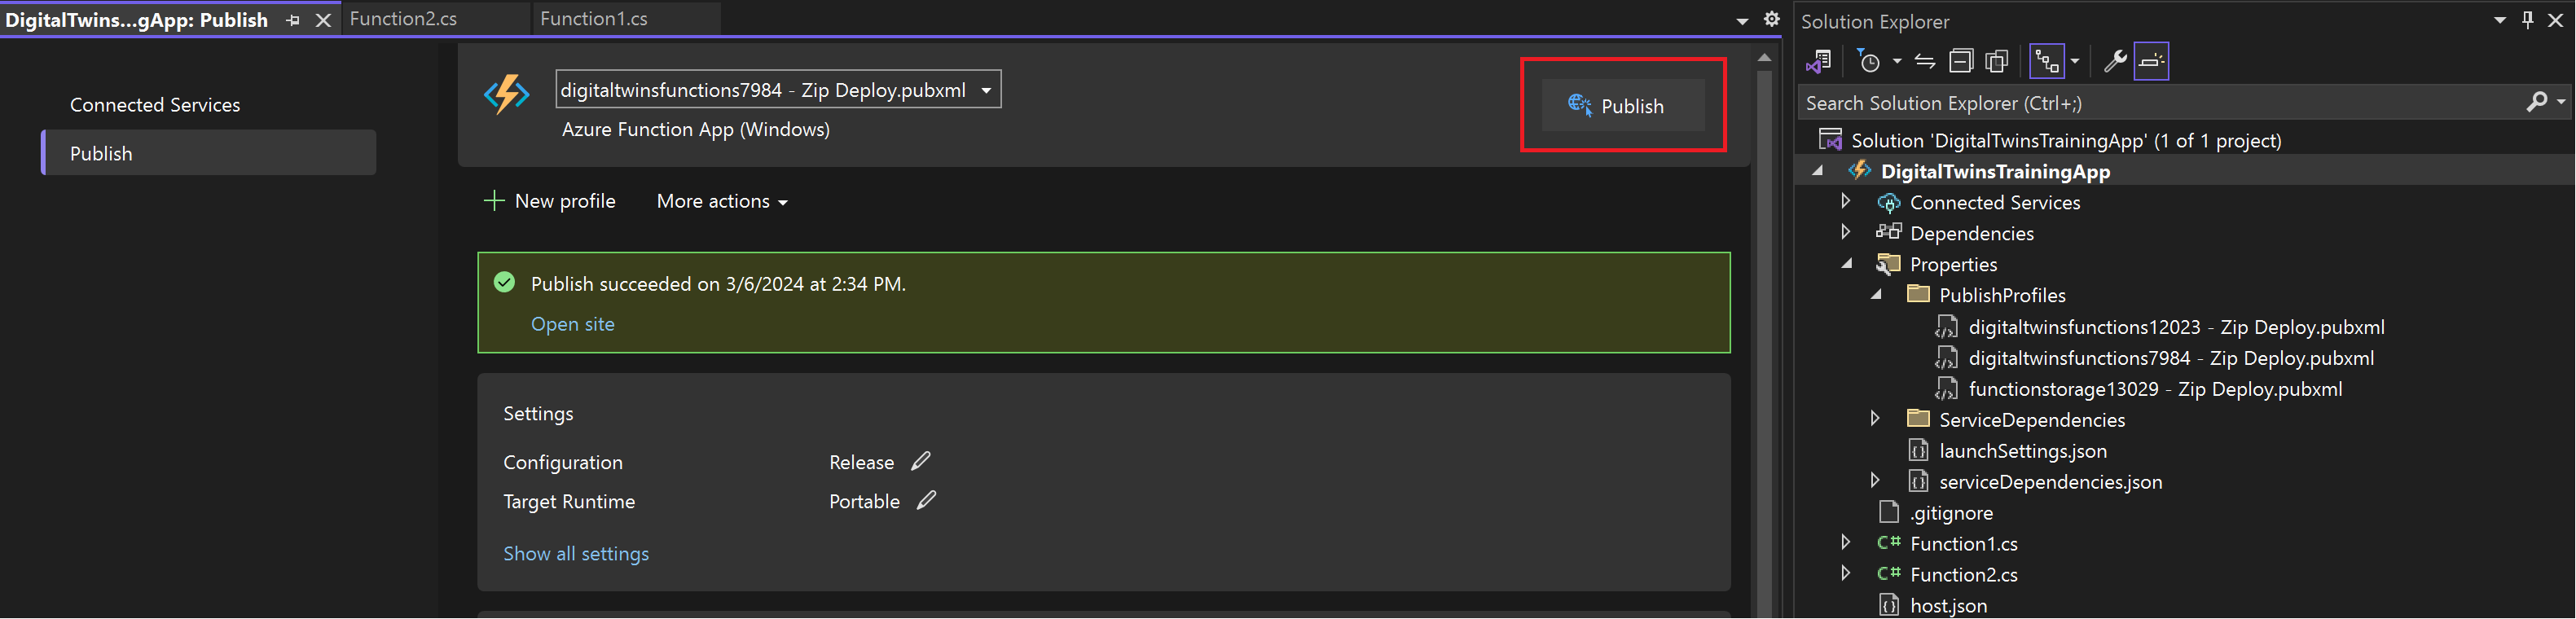 DigitalTwins...gApp: Publish
Function2.cs
Function1.cs
Connected Services
Publish
digitaltwinsfunctions7984 - Zip Deploy.pubxml
Azure Function App (Windows)
Publish
New profile
More actions
Publish succeeded on 3/6/2024 at 2:34 PM.
Open site
Settings
Configuration Release
Target Runtime Portable
Show all settings
Solution Explorer
Search Solution Explorer (Ctrl+;)
Solution 'DigitalTwinsTrainingApp' (1 of 1 project)
DigitalTwinsTrainingApp
Connected Services
Dependencies
Properties
PublishProfiles
digitaltwinsfunctions12023 - Zip Deploy.pubxml
digitaltwinsfunctions7984 - Zip Deploy.pubxml
functionstorage13029 - Zip Deploy.pubxml
ServiceDependencies
launchSettings.json
serviceDependencies.json
.gitignore
C# Function1.cs
C# Function2.cs
host.json